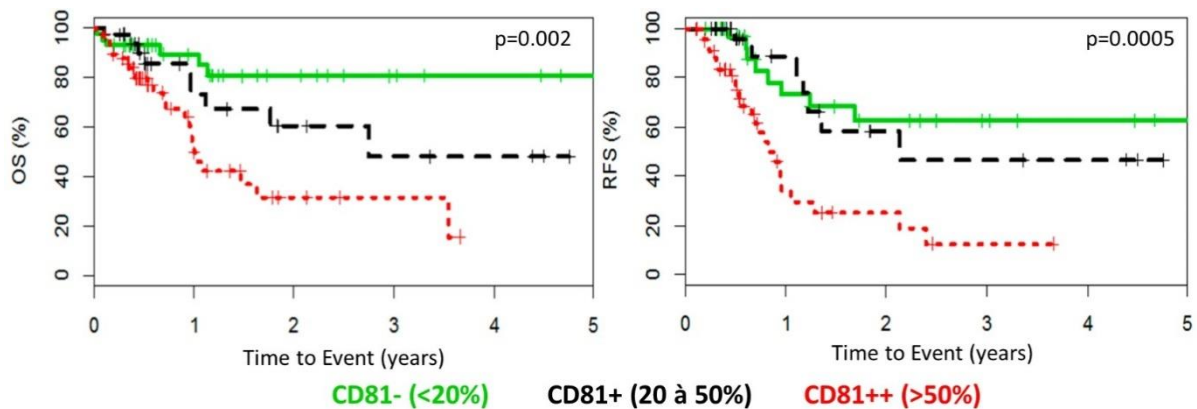 p=0.002
OS (%)
100
80
60
40
20
0
0 1 2 3 4 5
Time to Event (years)
p=0.0005
RFS (%)
100
80
60
40
20
0
0 1 2 3 4 5
Time to Event (years)
CD81- (<20%) CD81+ (20 à 50%) CD81++ (>50%)